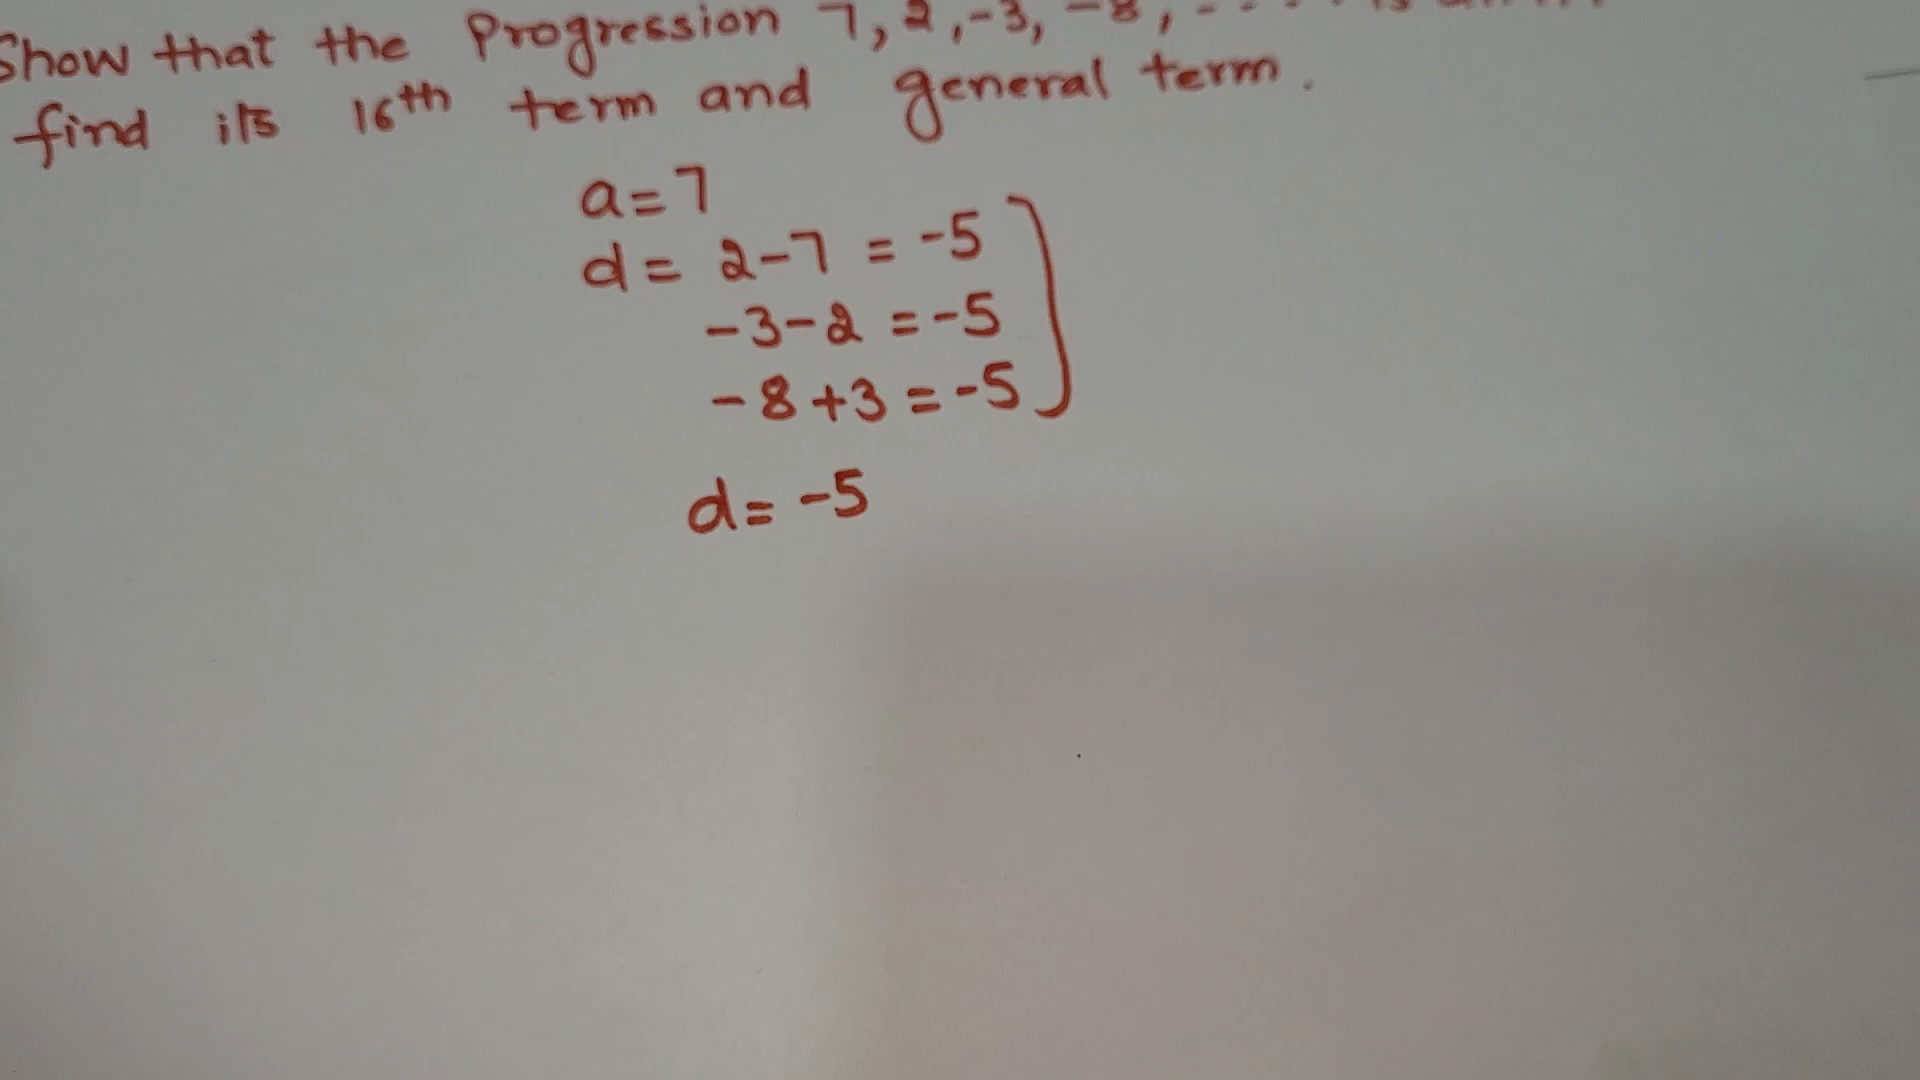 Show that the Progression 7, 2, -3, -8, - - - -
find its 16th term and general term.
a=7
d= 2-7 = -5
-3-2 = -5
-8+3 = -5
d= -5